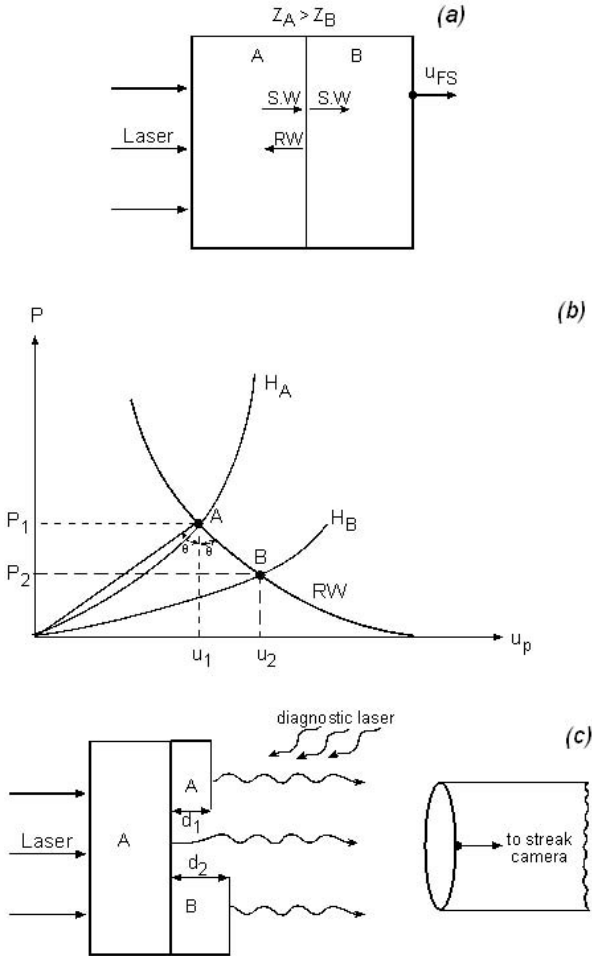 (a)
Z_A > Z_B
A B
u_FS
S.W S.W
Laser
RW
(b)
P
H_A
P_1
A
H_B
θ θ
B
P_2
RW
u_1 u_2
u_p
(c)
diagnostic laser
A
d_1
Laser
A
to streak
camera
d_2
B